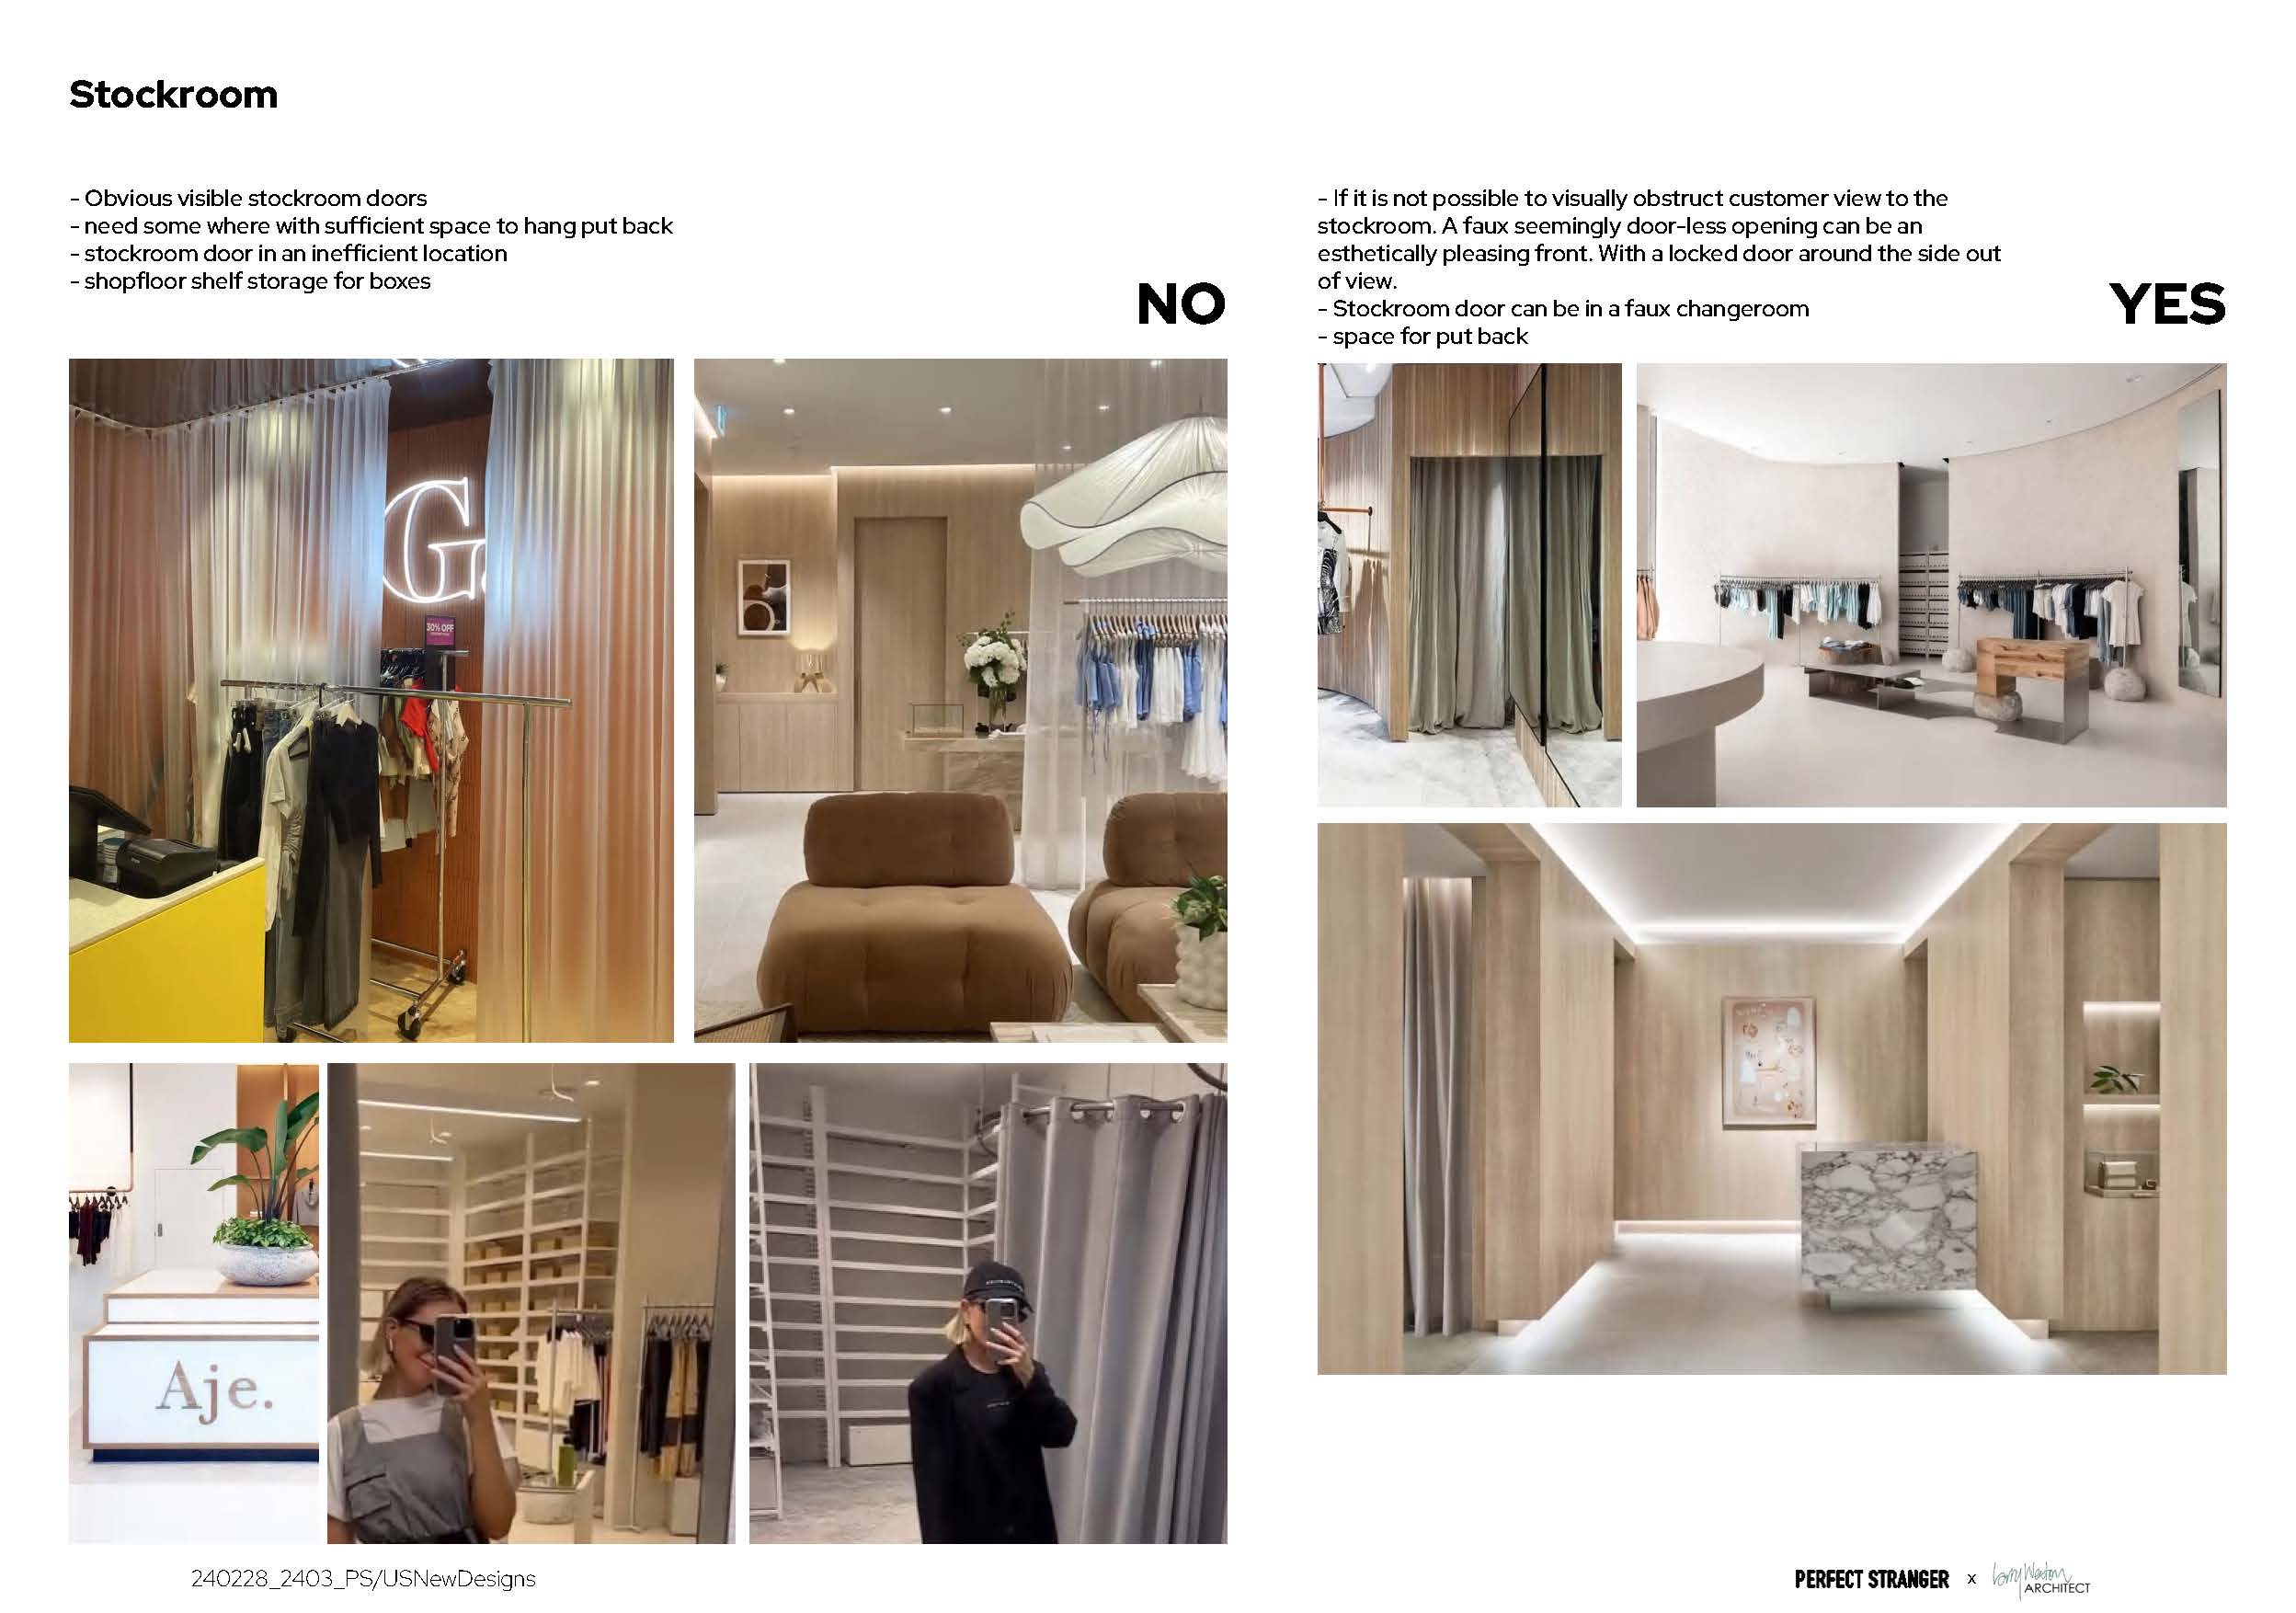 Stockroom
- Obvious visible stockroom doors
- need some where with sufficient space to hang put back
- stockroom door in an inefficient location
- shopfloor shelf storage for boxes
NO
- If it is not possible to visually obstruct customer view to the
stockroom. A faux seemingly door-less opening can be an
esthetically pleasing front. With a locked door around the side out
of view.
- Stockroom door can be in a faux changeroom
- space for put back
YES
G
30% OFF
Aje.
240228_2403_PS/USNewDesigns
PERFECT STRANGER x
ARCHITECT